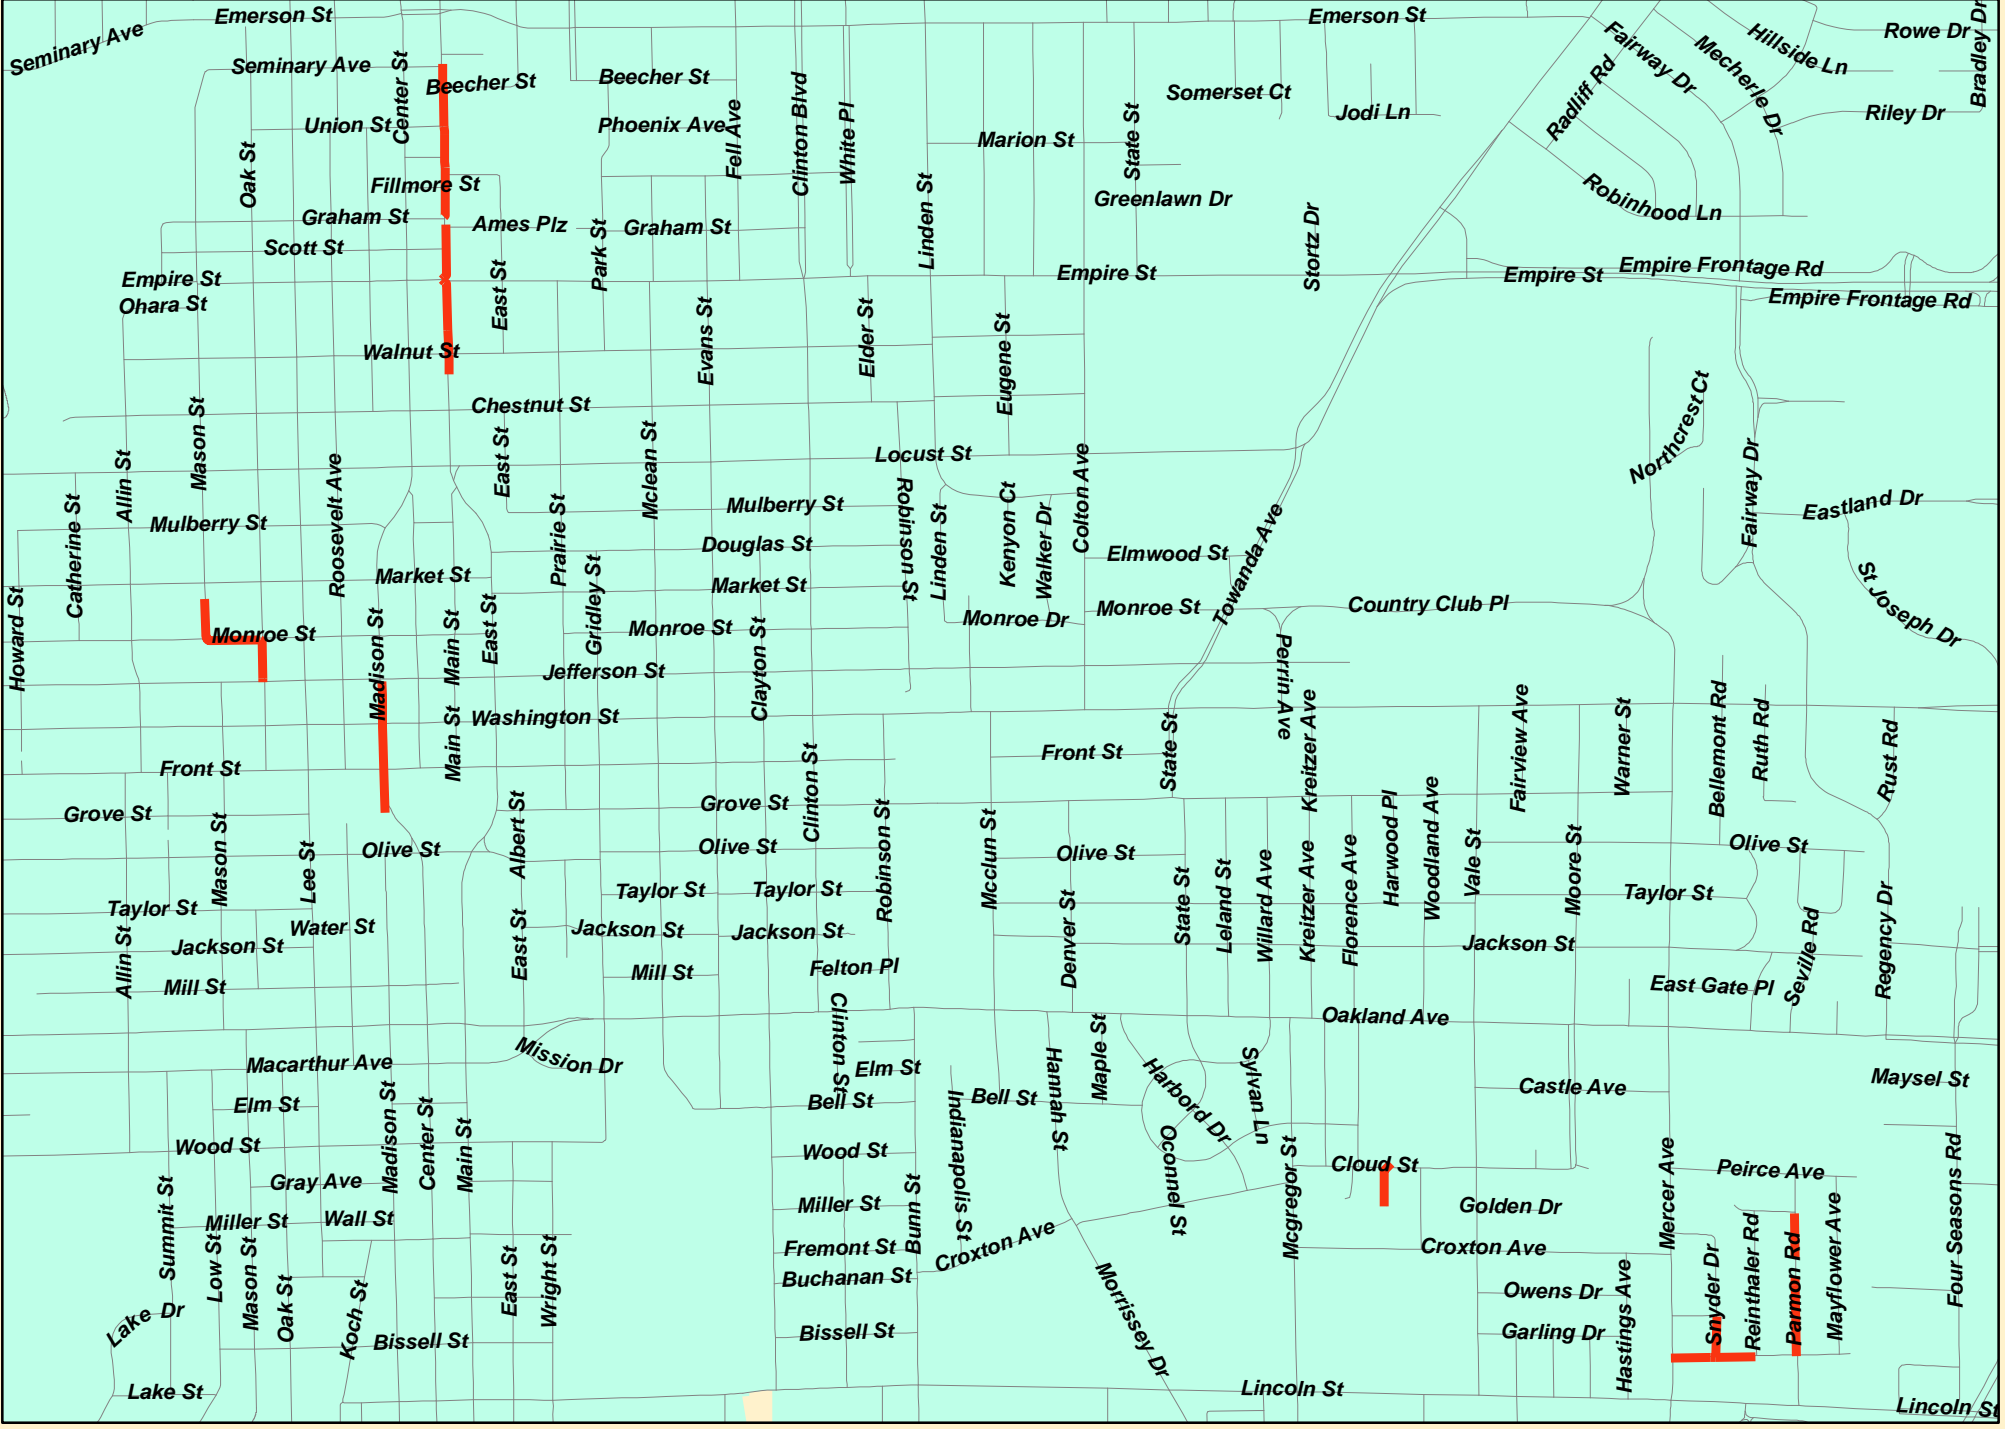 Emerson St
Emerson St
Seminary Ave
Rowe Dr
Bradley Dr
Hillside Ln
Fairway Dr
Mecherle Dr
Radliff Rd
Seminary Ave
Center St
Beecher St
Beecher St
Somerset Ct
Jodi Ln
Riley Dr
Union St
Phoenix Ave
Fell Ave
Clinton Blvd
White Pl
Marion St
State St
Oak St
Fillmore St
Greenlawn Dr
Robinhood Ln
Graham St
Ames Plz
Graham St
Park St
Linden St
Stortz Dr
Scott St
Empire St
Empire St
Empire St
Empire Frontage Rd
Empire Frontage Rd
Ohara St
East St
Evans St
Elder St
Eugene St
Walnut St
Chestnut St
Northcrest Ct
Mason St
Allin St
Roosevelt Ave
East St
Mclean St
Locust St
Colton Ave
Fairway Dr
Catherine St
Mulberry St
Mulberry St
Prairie St
Robinson St
Linden St
Kenyon Ct
Walker Dr
Towanda Ave
Eastland Dr
Douglas St
Elmwood St
Howard St
Market St
Market St
Gridley St
St Joseph Dr
Monroe St
Monroe St
Monroe Dr
Monroe St
Country Club Pl
Madison St
Main St
East St
Clayton St
Perrin Ave
Jefferson St
Washington St
Main St
Kreitzer Ave
Fairview Ave
Warner St
Bellemont Rd
Ruth Rd
Rust Rd
Front St
Front St
State St
Clinton St
Grove St
Grove St
Albert St
Robinson St
Mcclun St
Harwood Pl
Woodland Ave
Mason St
Lee St
Olive St
Olive St
Olive St
Olive St
Leland St
Willard Ave
Kreitzer Ave
Florence Ave
Vale St
Moore St
Taylor St
Taylor St
Taylor St
Taylor St
Denver St
State St
Regency Dr
Seville Rd
Allin St
Water St
East St
Jackson St
Jackson St
Jackson St
Jackson St
Mill St
Mill St
Felton Pl
East Gate Pl
Clinton St
Oakland Ave
Macarthur Ave
Mission Dr
Elm St
Hannah St
Maple St
Harbord Dr
Sylvan Ln
Castle Ave
Maysel St
Elm St
Madison St
Center St
Main St
Bell St
Indianapolis St
Bell St
Wood St
Wood St
Oconnel St
Mcgregor St
Cloud St
Mercer Ave
Peirce Ave
Four Seasons Rd
Summit St
Gray Ave
Miller St
Wall St
Miller St
Bunn St
Golden Dr
Low St
Mason St
Oak St
Koch St
East St
Wright St
Fremont St
Croxton Ave
Croxton Ave
Snyder Dr
Reinthaler Rd
Parmon Rd
Mayflower Ave
Buchanan St
Morrissey Dr
Owens Dr
Hastings Ave
Lake Dr
Bissell St
Bissell St
Garling Dr
Lake St
Lincoln St
Lincoln St